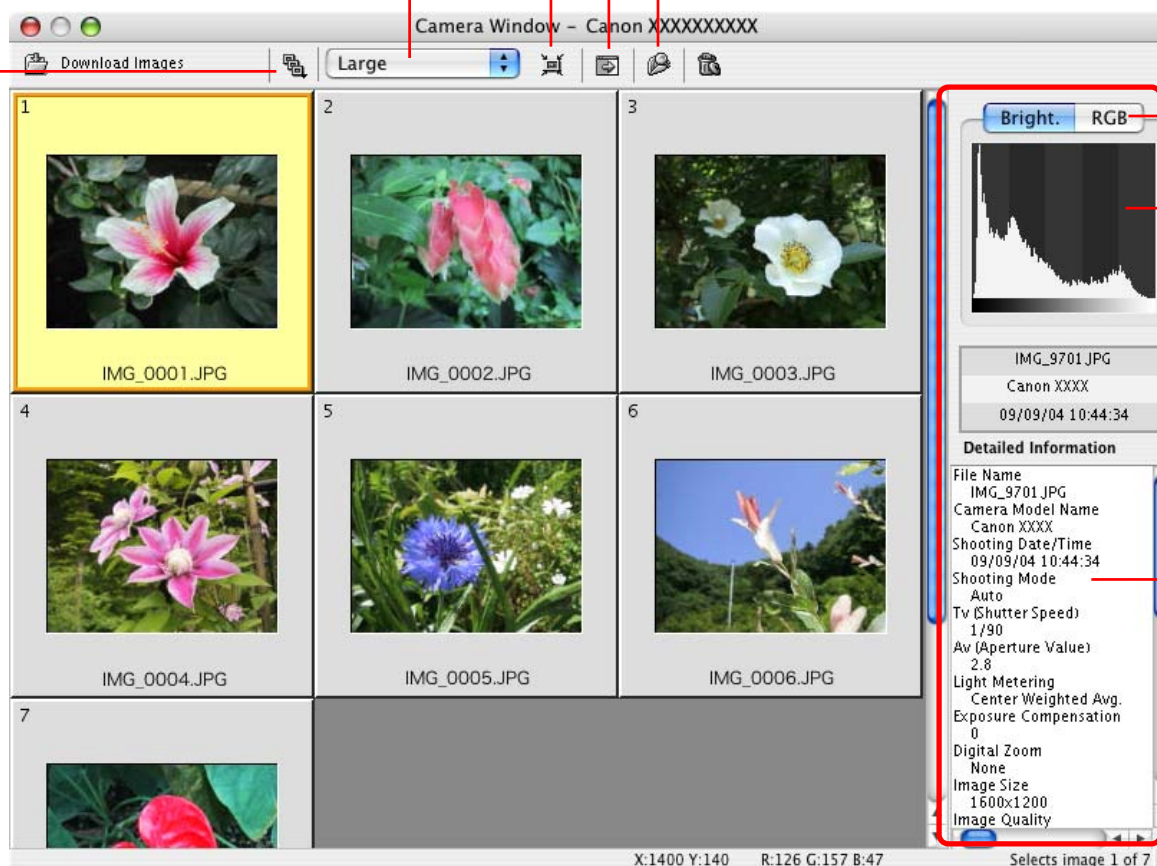 Camera Window – Canon XXXXXXXXXX
Download Images
Large
1
2
3
IMG_0001.JPG
IMG_0002.JPG
IMG_0003.JPG
4
5
6
IMG_0004.JPG
IMG_0005.JPG
IMG_0006.JPG
7
Bright. RGB
IMG_9701.JPG
Canon XXXX
09/09/04 10:44:34
Detailed Information
File Name
IMG_9701.JPG
Camera Model Name
Canon XXXX
Shooting Date/Time
09/09/04 10:44:34
Shooting Mode
Auto
Tv (Shutter Speed)
1/90
Av (Aperture Value)
2.8
Light Metering
Center Weighted Avg.
Exposure Compensation
0
Digital Zoom
None
Image Size
1600x1200
Image Quality
X:1400 Y:140 R:126 G:157 B:47 Selects image 1 of 7